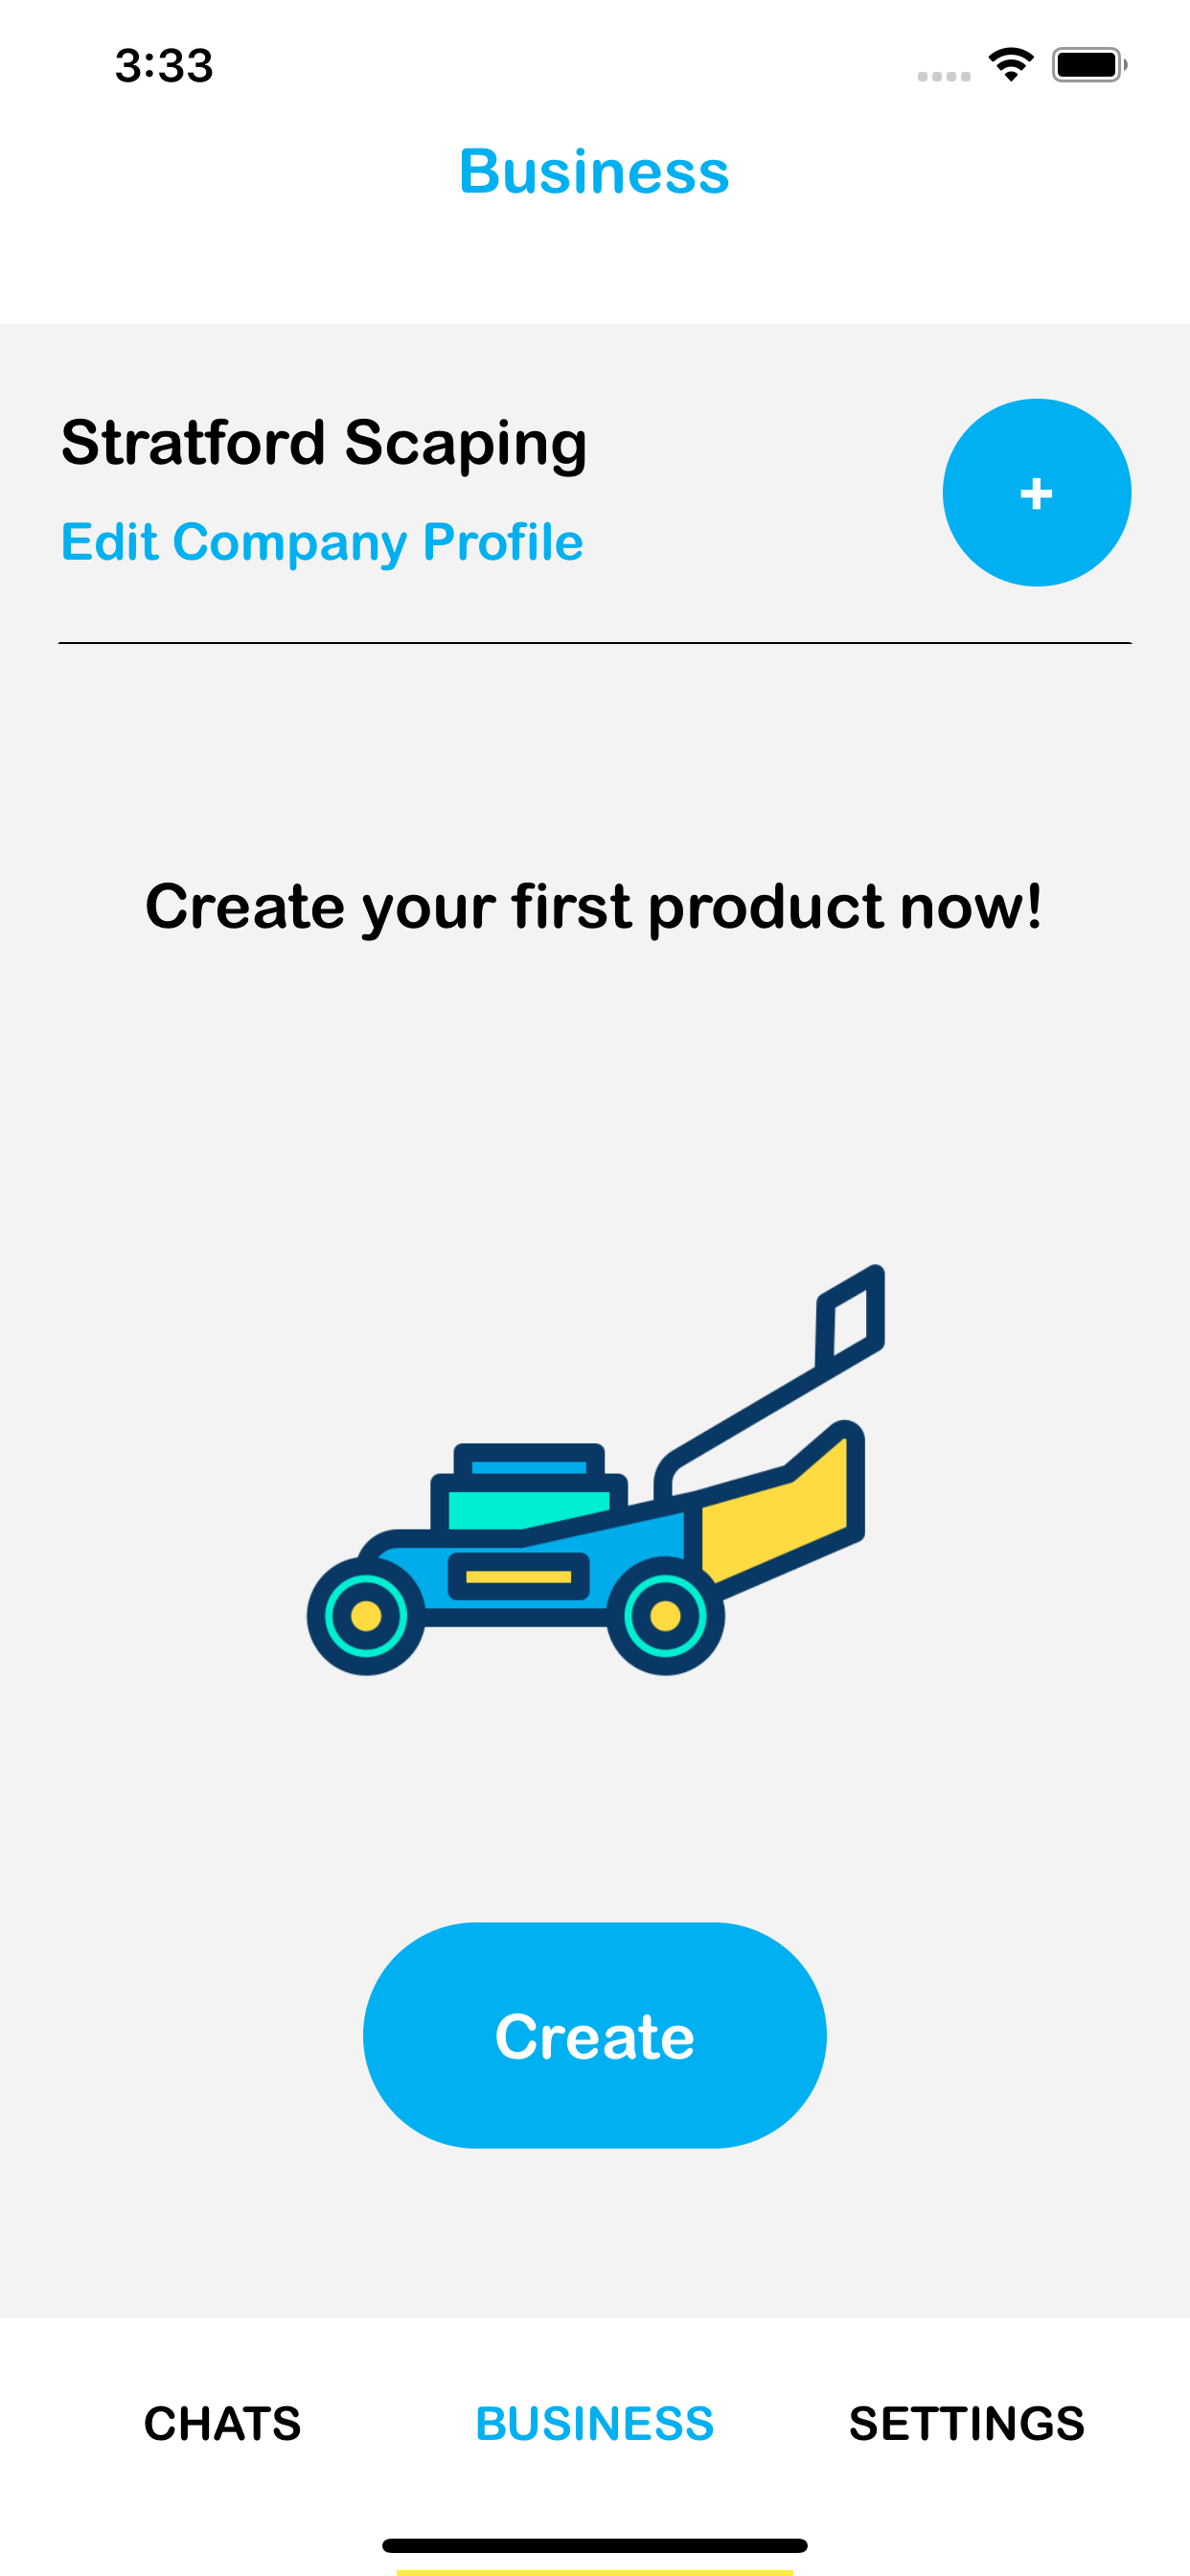 3:33
Business
Stratford Scaping
+
Edit Company Profile
Create your first product now!
Create
CHATS BUSINESS SETTINGS